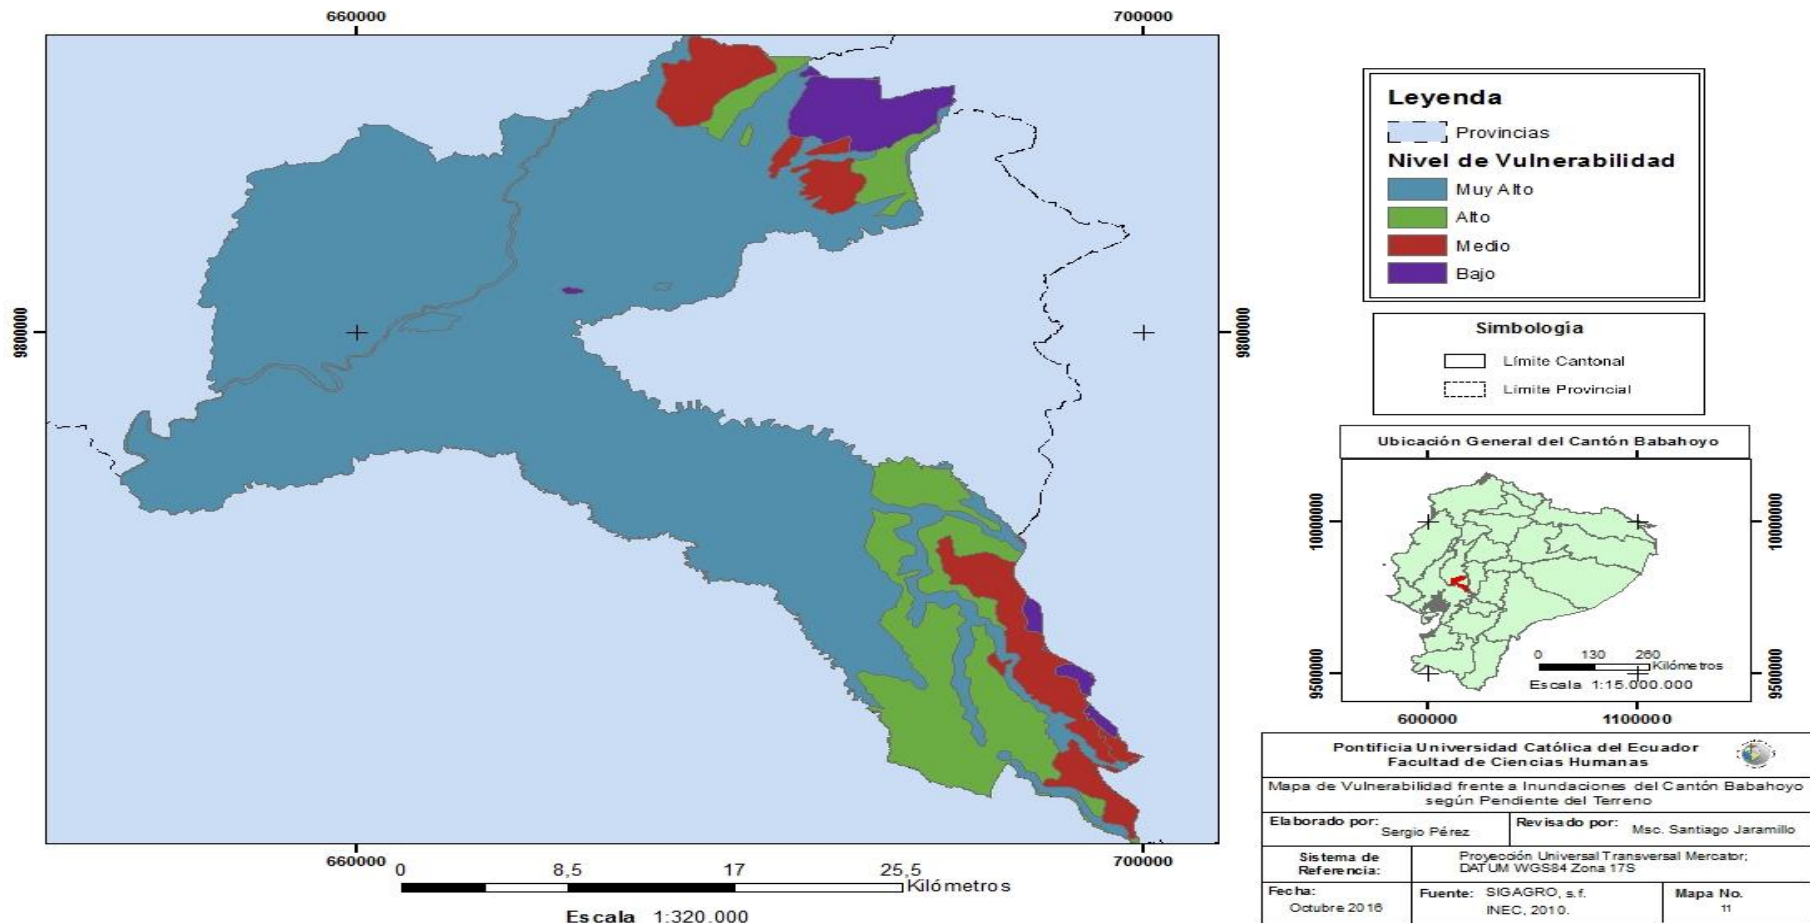 660000
700000
9800000
9800000
660000
700000
0 8,5 17 25,5
Kilómetros
Escala 1:320.000
Leyenda
Provincias
Nivel de Vulnerabilidad
Muy Alto
Alto
Medio
Bajo
Simbología
Límite Cantonal
Límite Provincial
Ubicación General del Cantón Babahoyo
10000000
10000000
9500000
9500000
0 130 260
Kilómetros
Escala 1:15.000.000
600000
1100000
Pontificia Universidad Católica del Ecuador
Facultad de Ciencias Humanas
Mapa de Vulnerabilidad frente a Inundaciones del Cantón Babahoyo
según Pendiente del Terreno
Elaborado por: Sergio Pérez
Revisado por: Msc. Santiago Jaramillo
Sistema de
Referencia:
Proyección Universal Transversal Mercator;
DATUM WGS84 Zona 17S
Fecha:
Octubre 2016
Fuente: SIGAGRO, s.f.
INEC, 2010.
Mapa No.
11